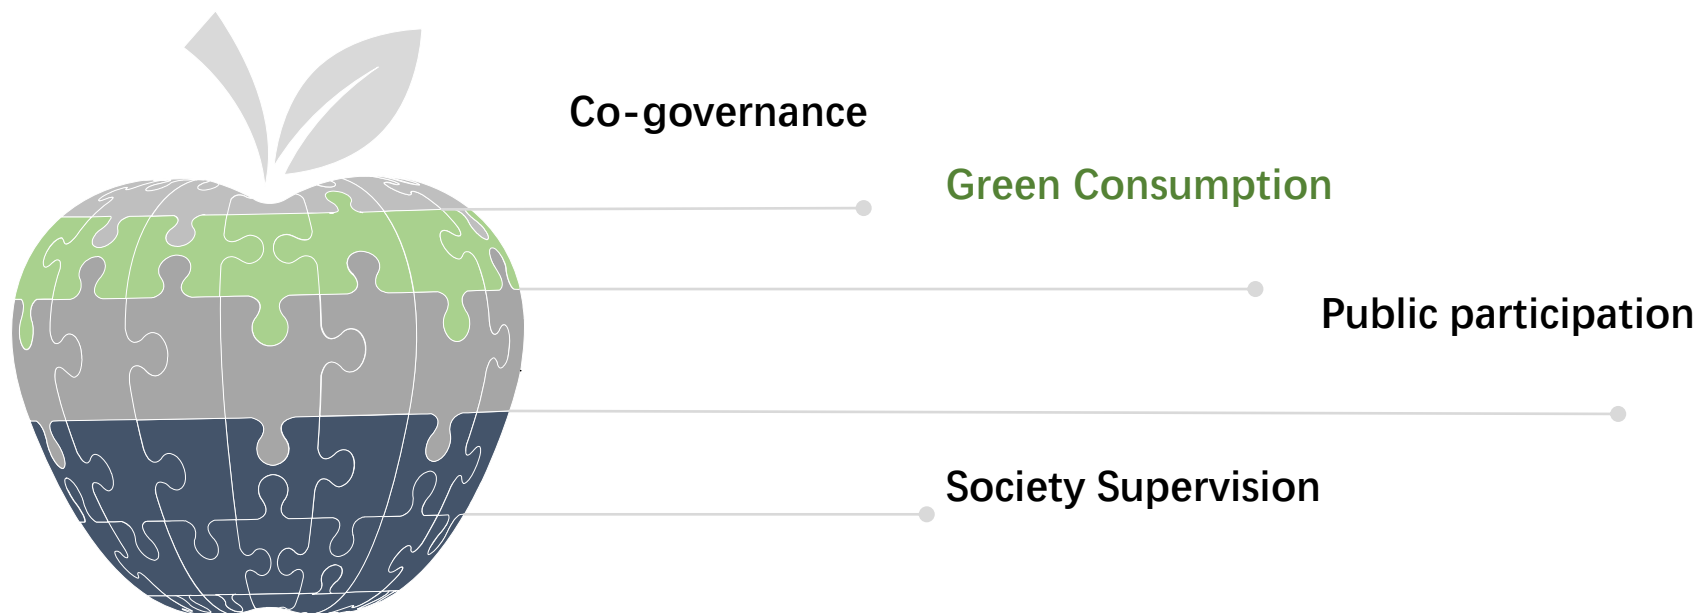 Co-governance
Green Consumption
Public participation
Society Supervision